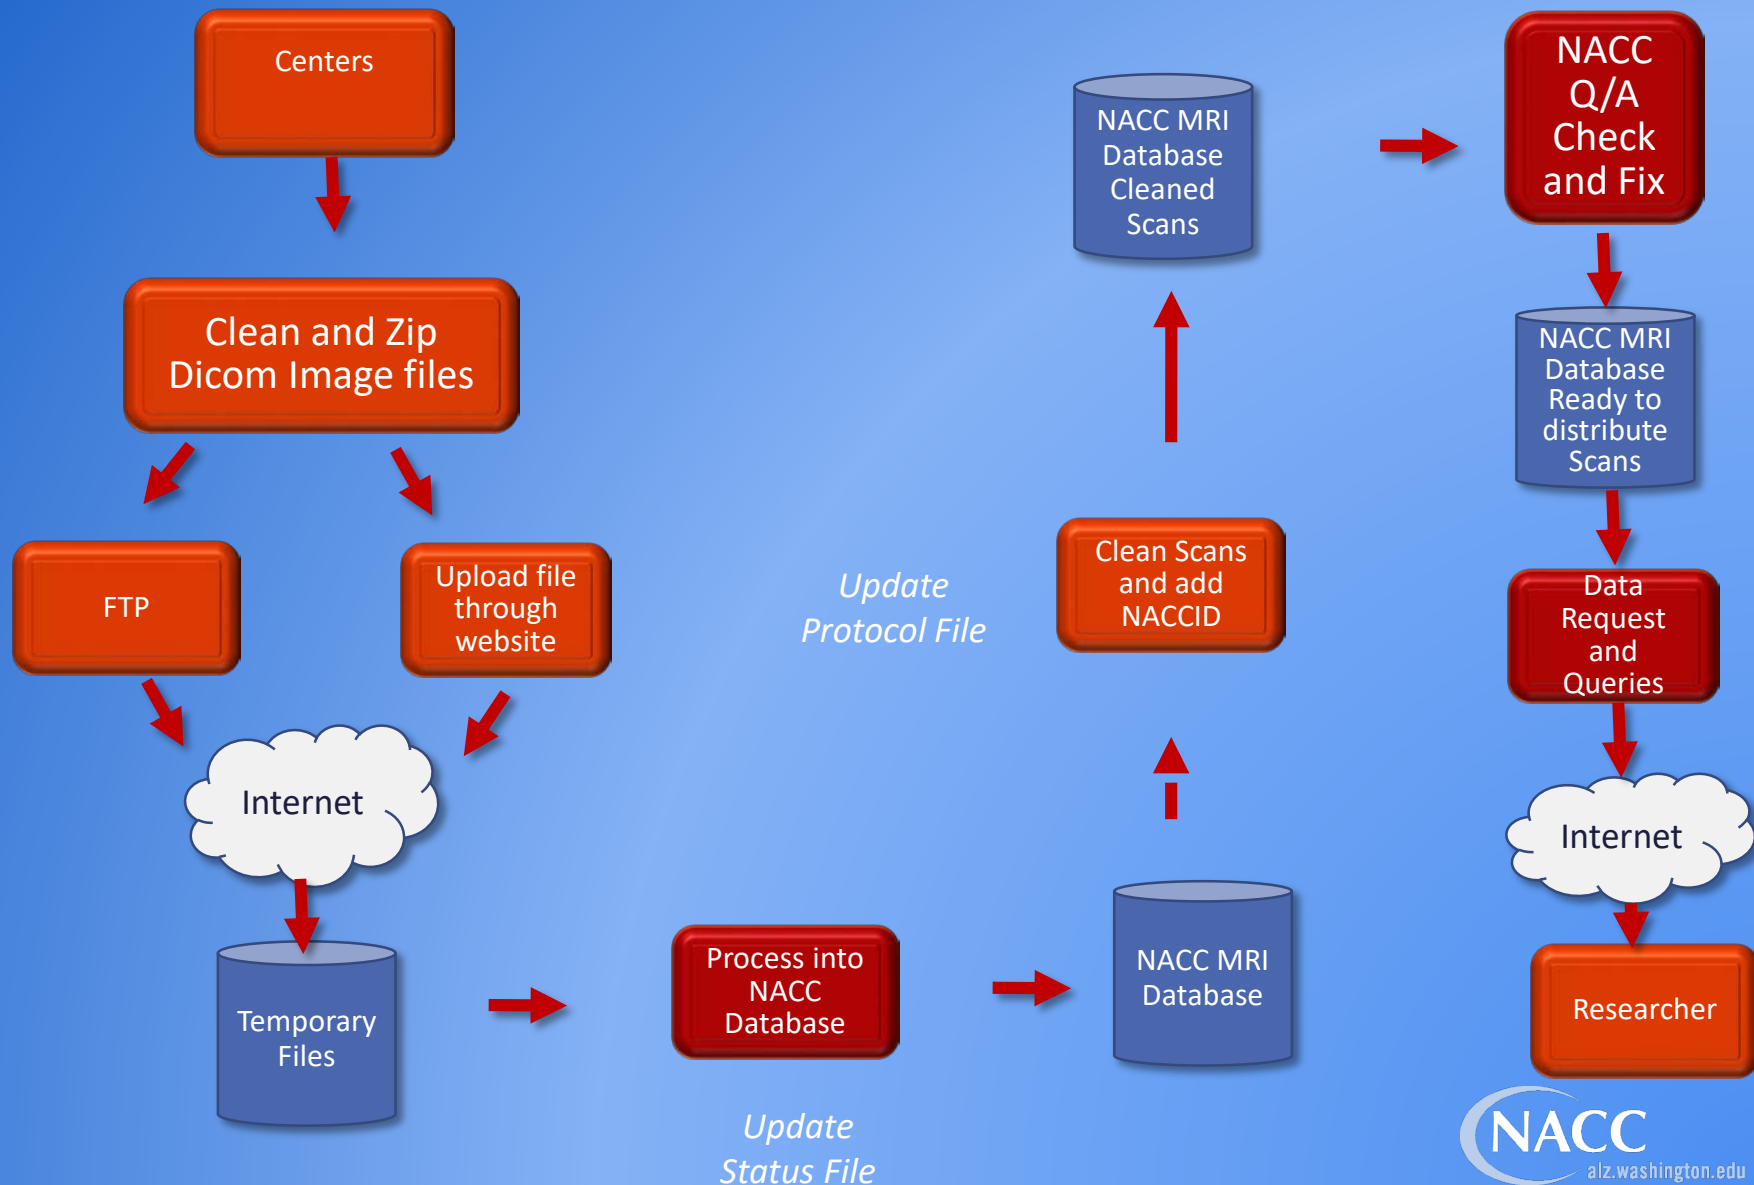 Centers
Clean and Zip
Dicom Image files
FTP
Upload file
through
website
Internet
Temporary
Files
Process into
NACC
Database
Update
Status File
NACC MRI
Database
Update
Protocol File
Clean Scans
and add
NACCID
NACC MRI
Database
Cleaned
Scans
NACC
Q/A
Check
and Fix
NACC MRI
Database
Ready to
distribute
Scans
Data
Request
and
Queries
Internet
Researcher
NACC
alz.washington.edu